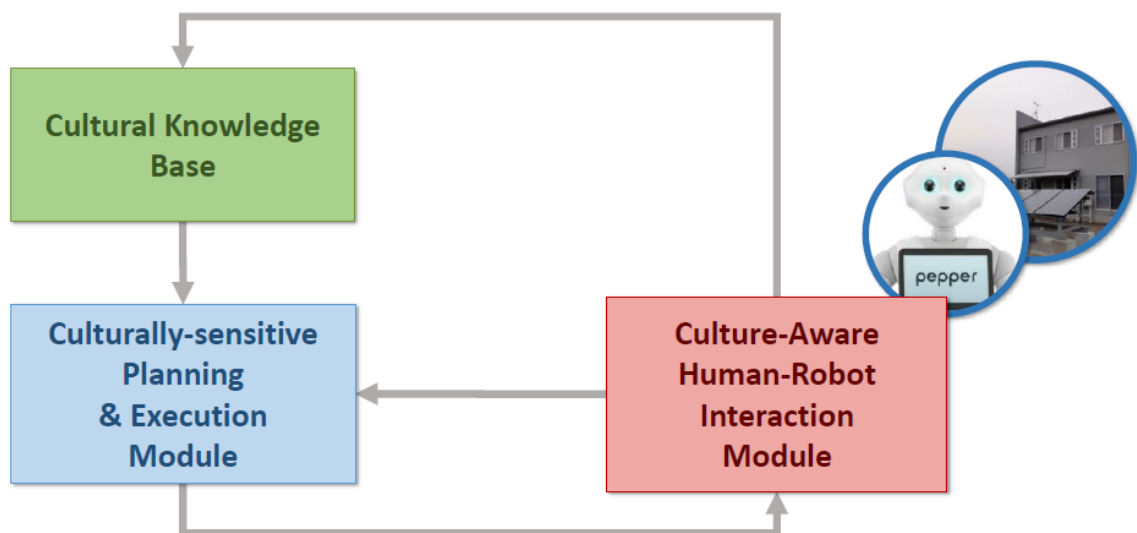 Cultural Knowledge
Base
Culturally-sensitive
Planning
& Execution
Module
Culture-Aware
Human-Robot
Interaction
Module
pepper